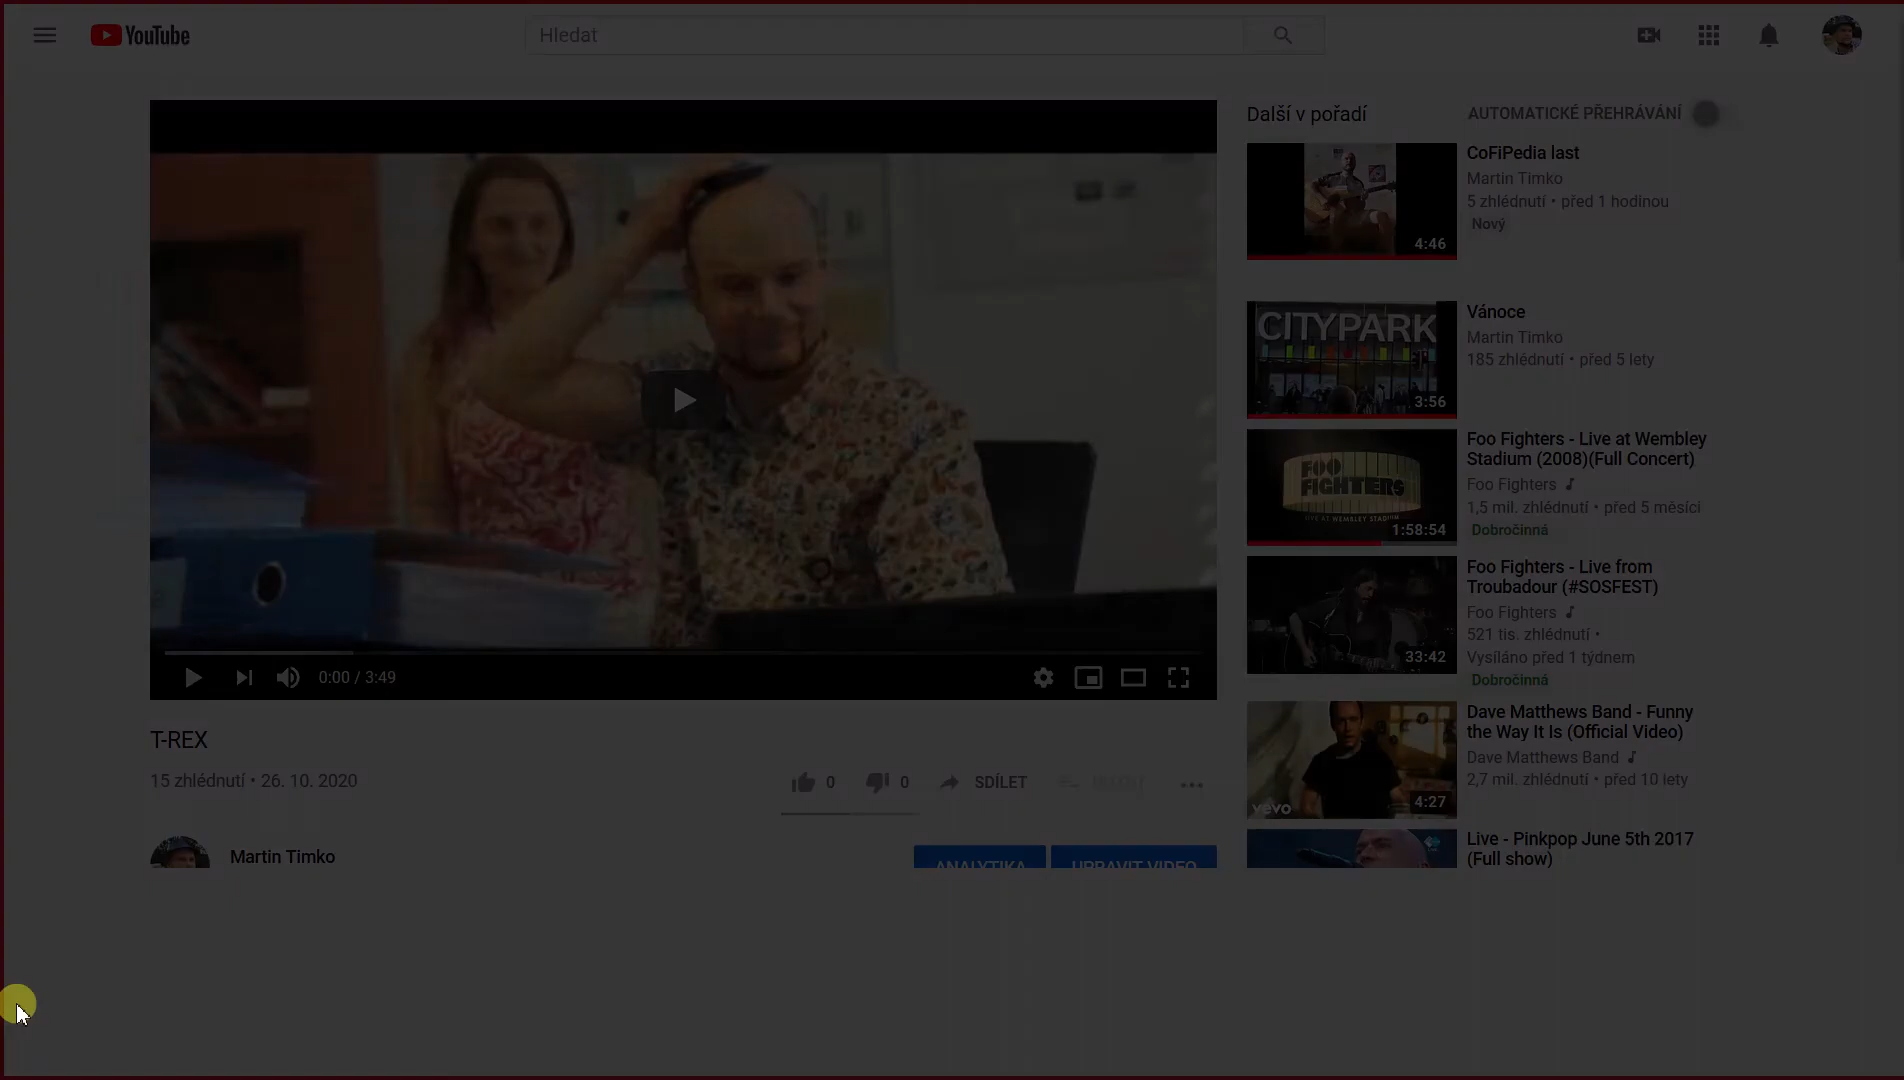 YouTube
Hledat
Další v pořadí
AUTOMATICKÉ PŘEHRÁVÁNÍ
CoFiPedia last
Martin Timko
5 zhlédnutí • před 1 hodinou
Nový
4:46
CITYPARK
3:56
Vánoce
Martin Timko
185 zhlédnutí • před 5 lety
FOO
FIGHTERS
LIVE AT WEMBLEY STADIUM
1:58:54
Foo Fighters - Live at Wembley
Stadium (2008)(Full Concert)
Foo Fighters
1,5 mil. zhlédnutí • před 5 měsíci
Dobročinná
33:42
Foo Fighters - Live from
Troubadour (#SOSFEST)
Foo Fighters
521 tis. zhlédnutí •
Vysíláno před 1 týdnem
Dobročinná
vevo
4:27
Dave Matthews Band - Funny
the Way It Is (Official Video)
Dave Matthews Band
2,7 mil. zhlédnutí • před 10 lety
Live - Pinkpop June 5th 2017
(Full show)
0:00 / 3:49
T-REX
15 zhlédnutí • 26. 10. 2020
0
0
SDÍLET
Martin Timko
ANALYTIKA
UPRAVIT VIDEO